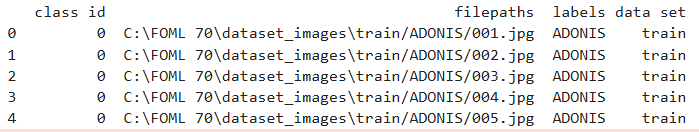 class id filepaths labels data set
0 0 C:\FOML 70\dataset_images\train/ADONIS/001.jpg ADONIS train
1 0 C:\FOML 70\dataset_images\train/ADONIS/002.jpg ADONIS train
2 0 C:\FOML 70\dataset_images\train/ADONIS/003.jpg ADONIS train
3 0 C:\FOML 70\dataset_images\train/ADONIS/004.jpg ADONIS train
4 0 C:\FOML 70\dataset_images\train/ADONIS/005.jpg ADONIS train